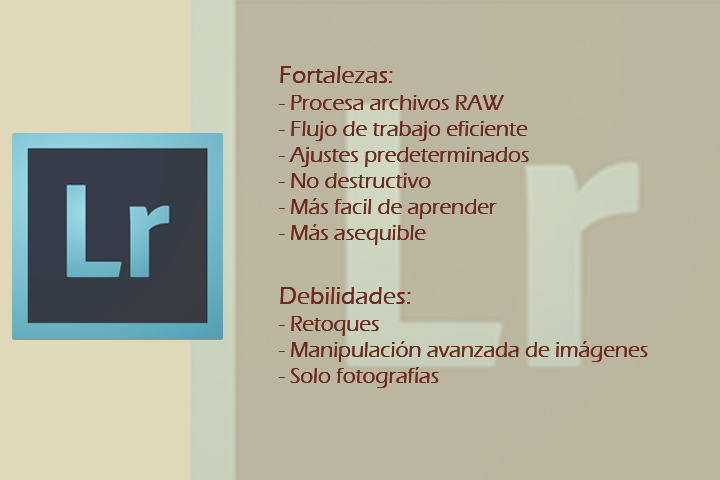 Lr
Fortalezas:
- Procesa archivos RAW
- Flujo de trabajo eficiente
- Ajustes predeterminados
- No destructivo
- Más facil de aprender
- Más asequible
Debilidades:
- Retoques
- Manipulación avanzada de imágenes
- Solo fotografías
Lr